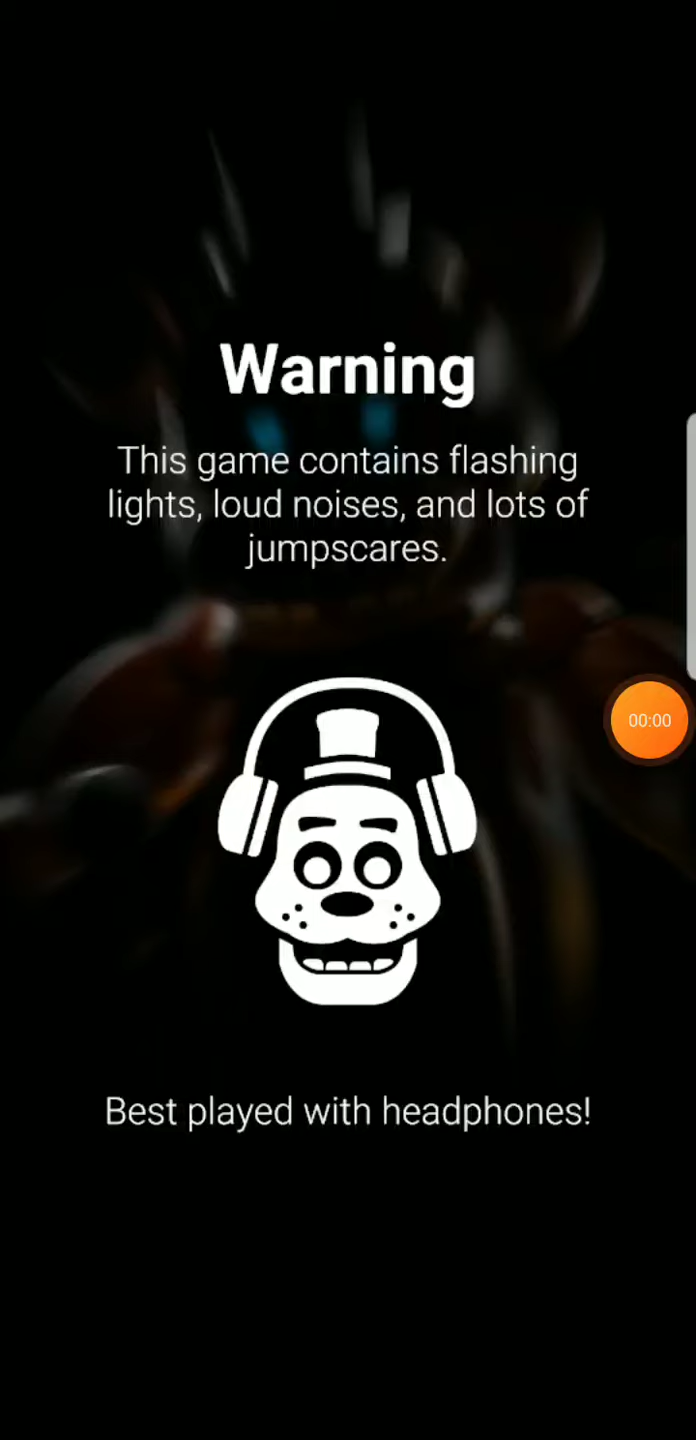 Warning
This game contains flashing
lights, loud noises, and lots of
jumpscares.
00:00
Best played with headphones!